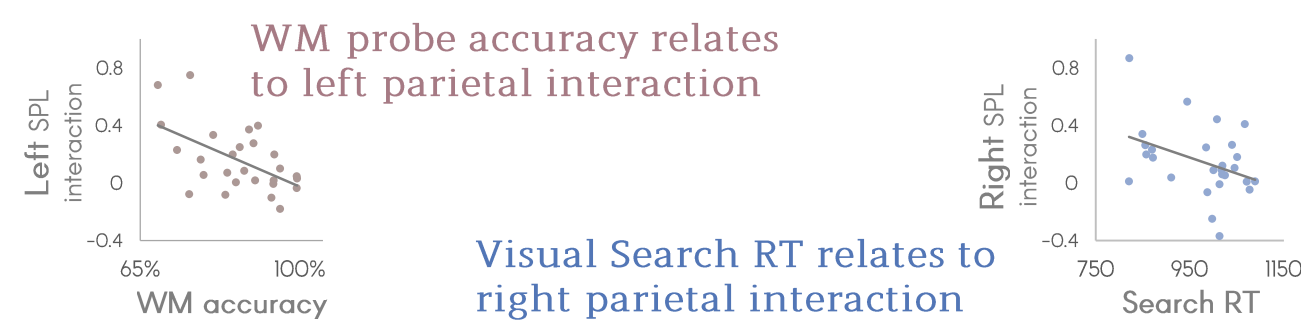 WM probe accuracy relates
to left parietal interaction
0.8
0.4
0
−0.4
Left SPL
interaction
65%
100%
WM accuracy
Visual Search RT relates to
right parietal interaction
0.8
0.4
0
−0.4
Right SPL
interaction
750
950
1150
Search RT